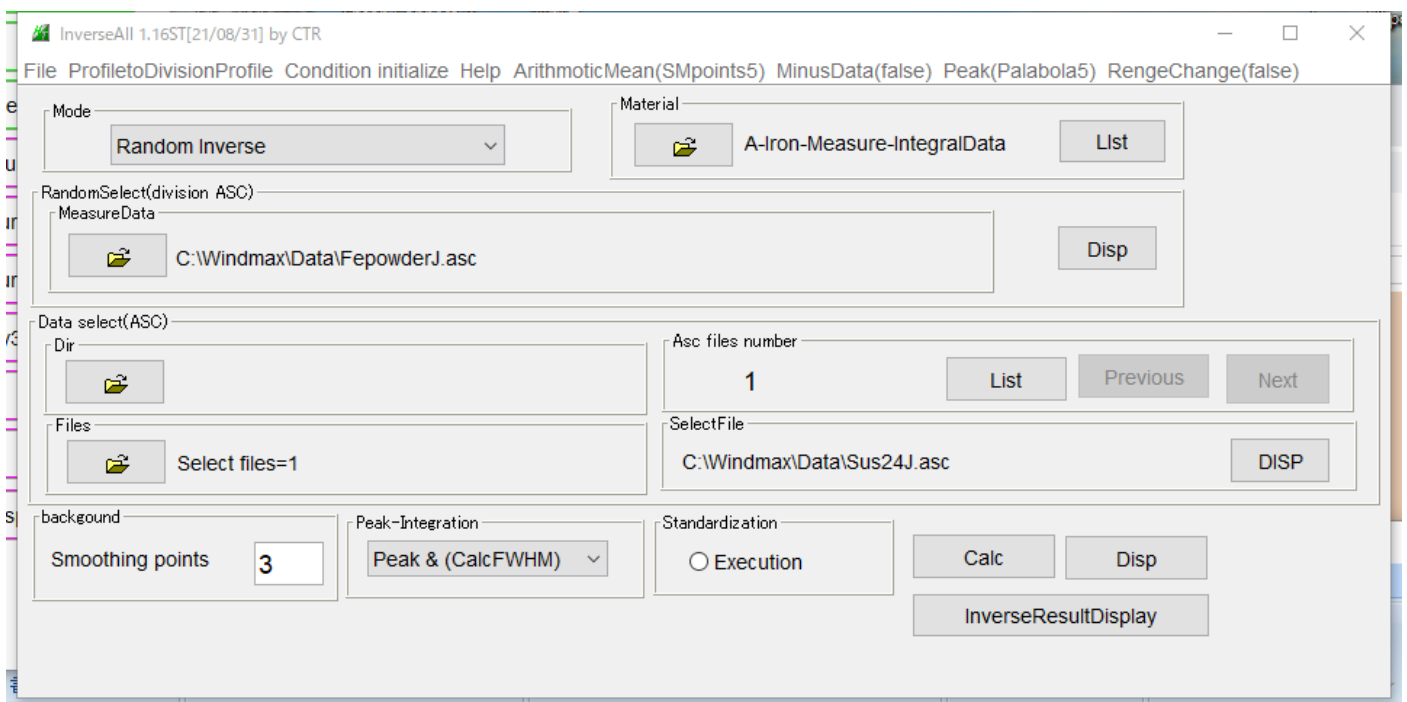 InverseAll 1.16ST[21/08/31] by CTR
File ProfiletoDivisionProfile Condition initialize Help ArithmoticMean(SMpoints5) MinusData(false) Peak(Palabola5) RengeChange(false)
Mode
Random Inverse
Material
A-Iron-Measure-IntegralData
LIst
RandomSelect(division ASC)
MeasureData
C:\Windmax\Data\FepowderJ.asc
Disp
Data select(ASC)
Dir
Asc files number
1
List
Previous
Next
Files
Select files=1
SelectFile
C:\Windmax\Data\Sus24J.asc
DISP
backgound
Smoothing points
3
Peak-Integration
Peak & (CalcFWHM)
Standardization
Execution
Calc
Disp
InverseResultDisplay